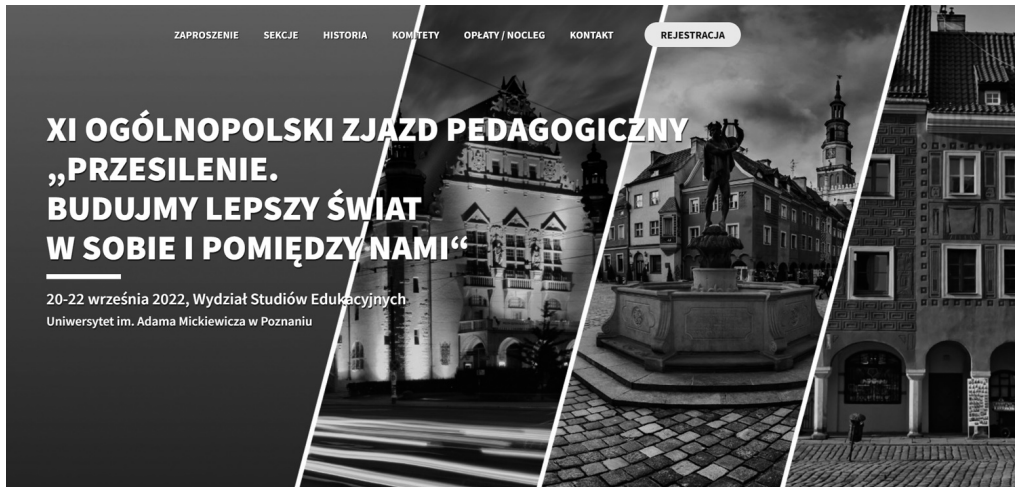 ZAPROSZENIE SEKCJE HISTORIA KOMITETY OPŁATY / NOCLEG KONTAKT REJESTRACJA
XI OGÓLNOPOLSKI ZJAZD PEDAGOGICZNY
„PRZESILENIE.
BUDUJMY LEPSZY ŚWIAT
W SOBIE I POMIĘDZY NAMI“
20-22 września 2022, Wydział Studiów Edukacyjnych
Uniwersytet im. Adama Mickiewicza w Poznaniu